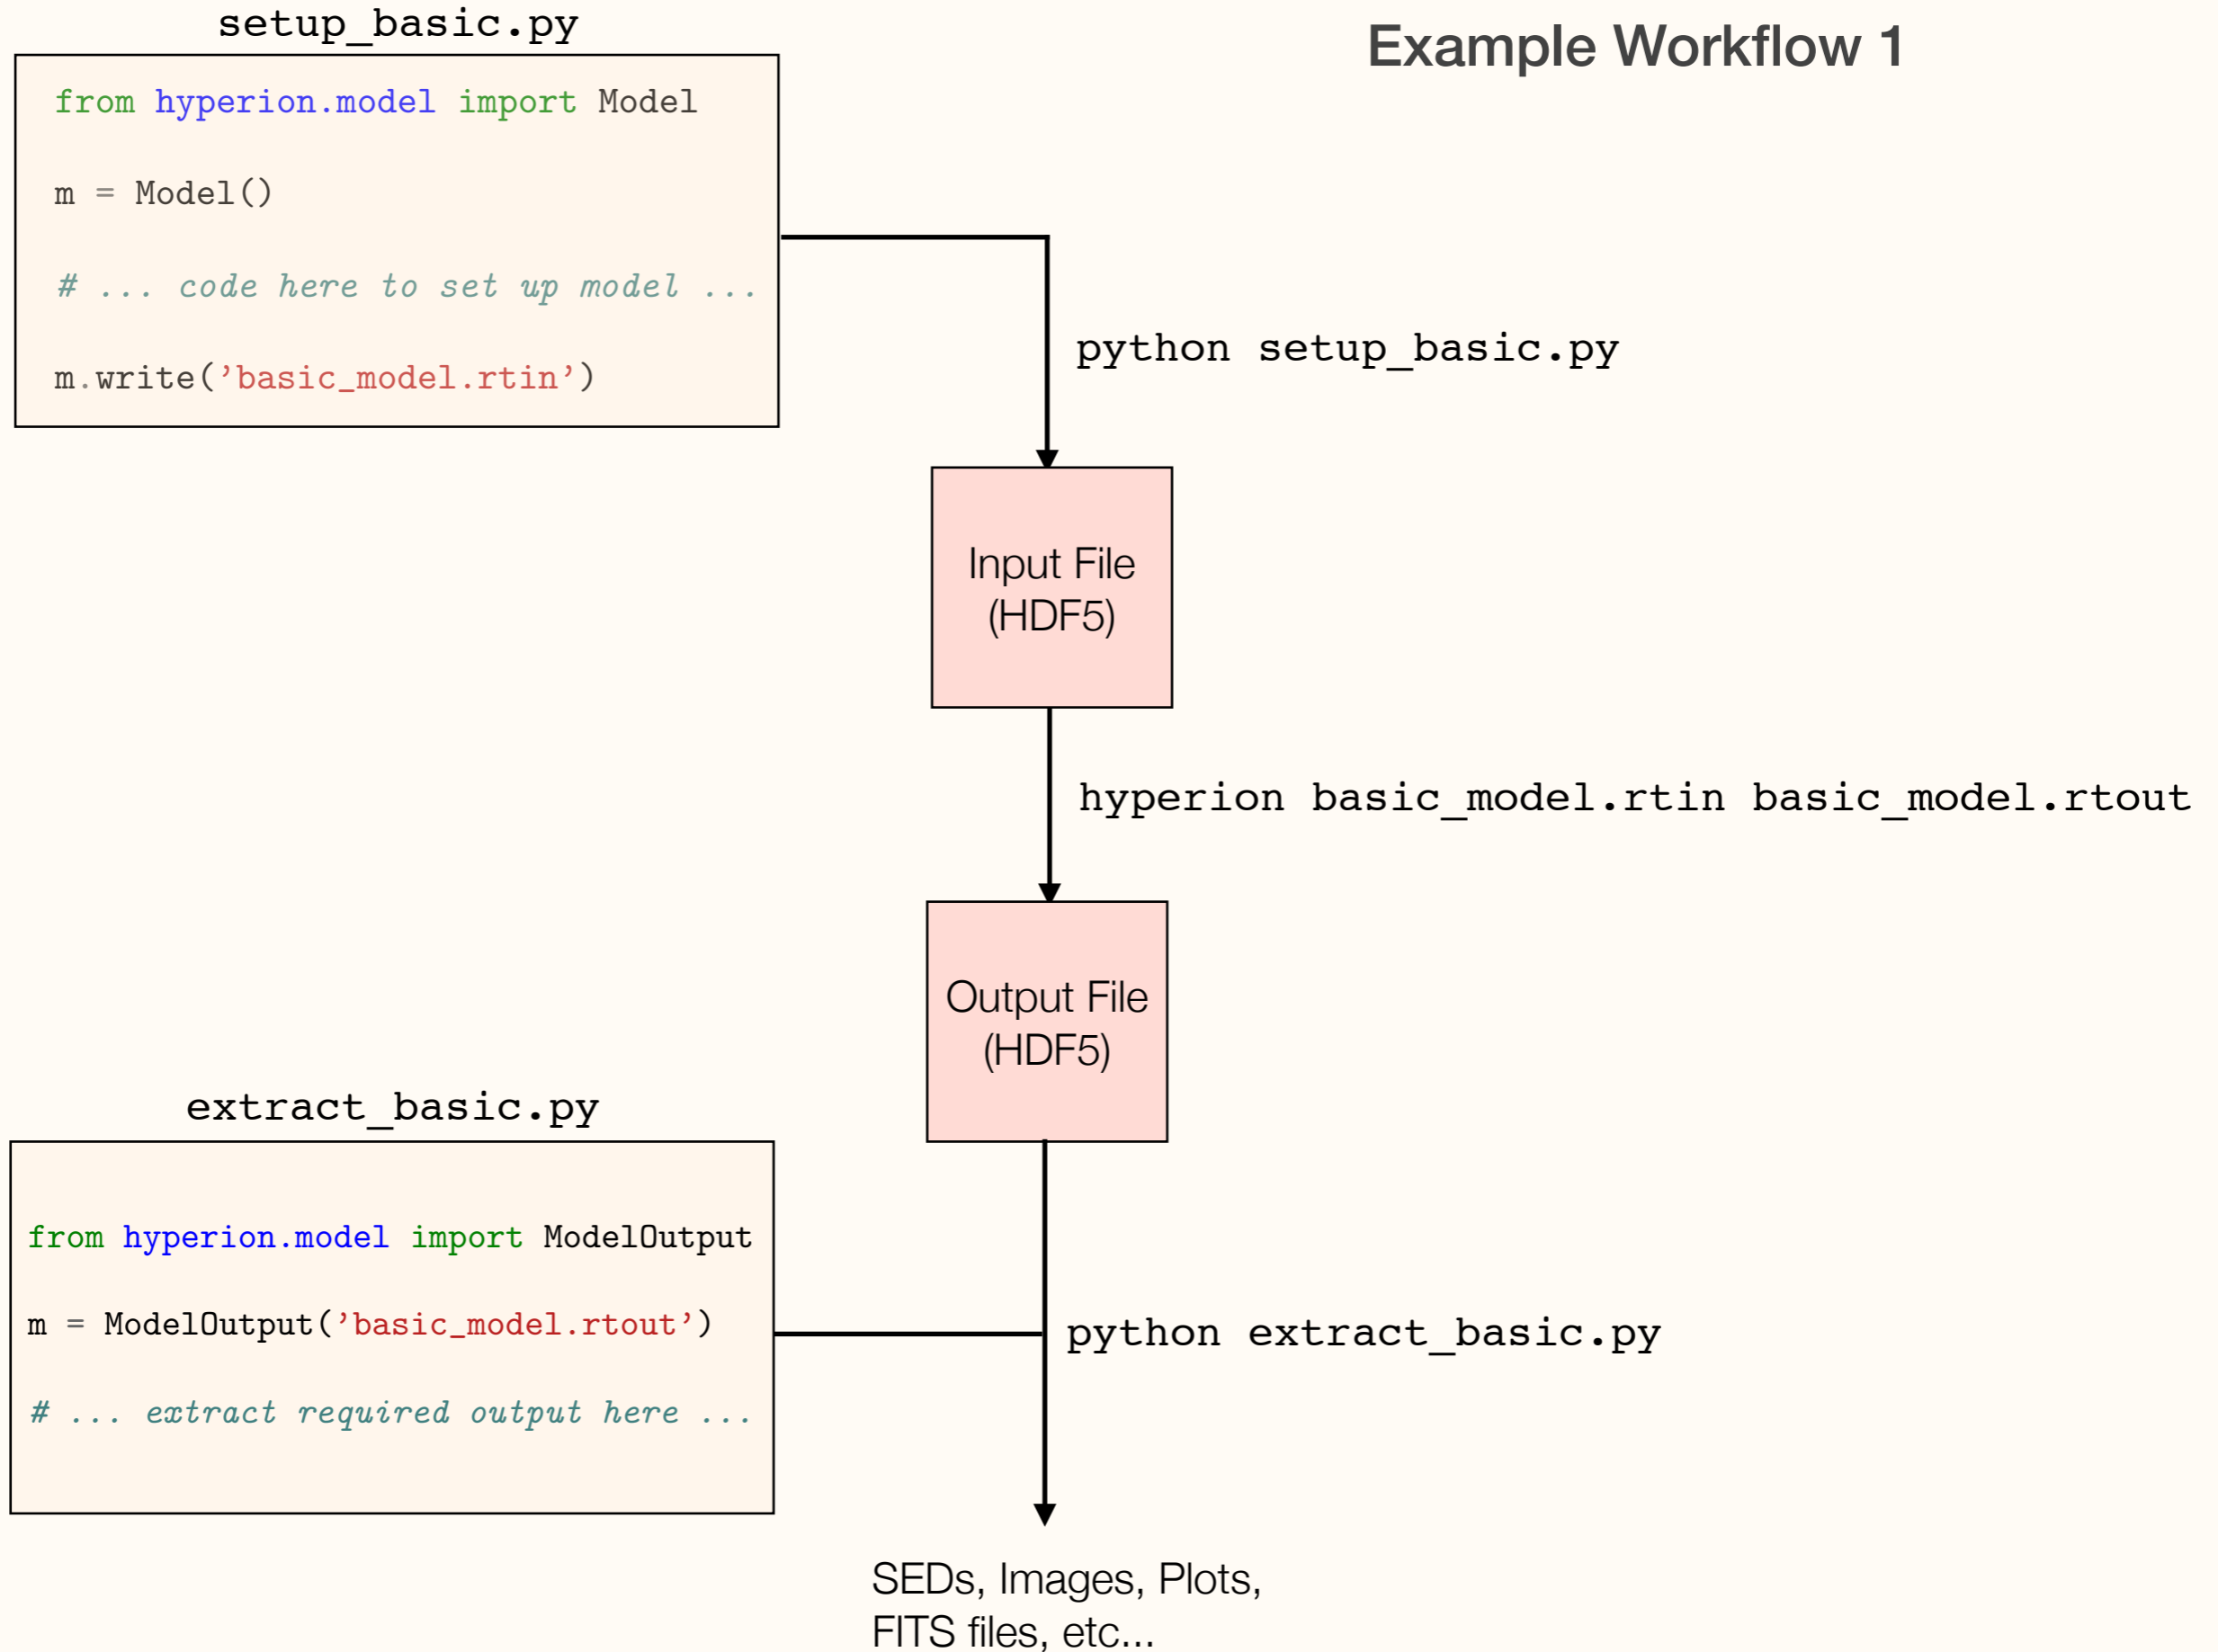 setup_basic.py
Example Workflow 1
from hyperion.model import Model
m = Model()
# ... code here to set up model ...
m.write('basic_model.rtin')
python setup_basic.py
Input File
(HDF5)
hyperion basic_model.rtin basic_model.rtout
Output File
(HDF5)
extract_basic.py
from hyperion.model import ModelOutput
m = ModelOutput('basic_model.rtout')
# ... extract required output here ...
python extract_basic.py
SEDs, Images, Plots,
FITS files, etc...